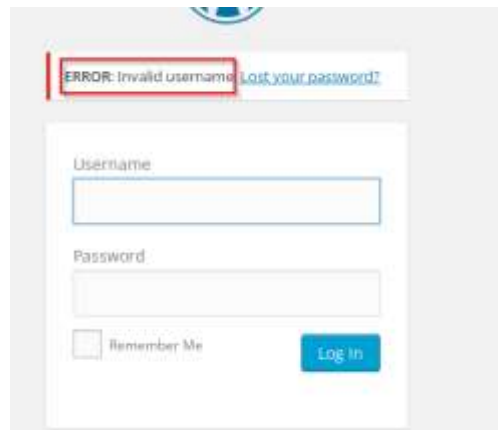 ERROR: Invalid username. Lost your password?
Username
Password
Remember Me
Log In